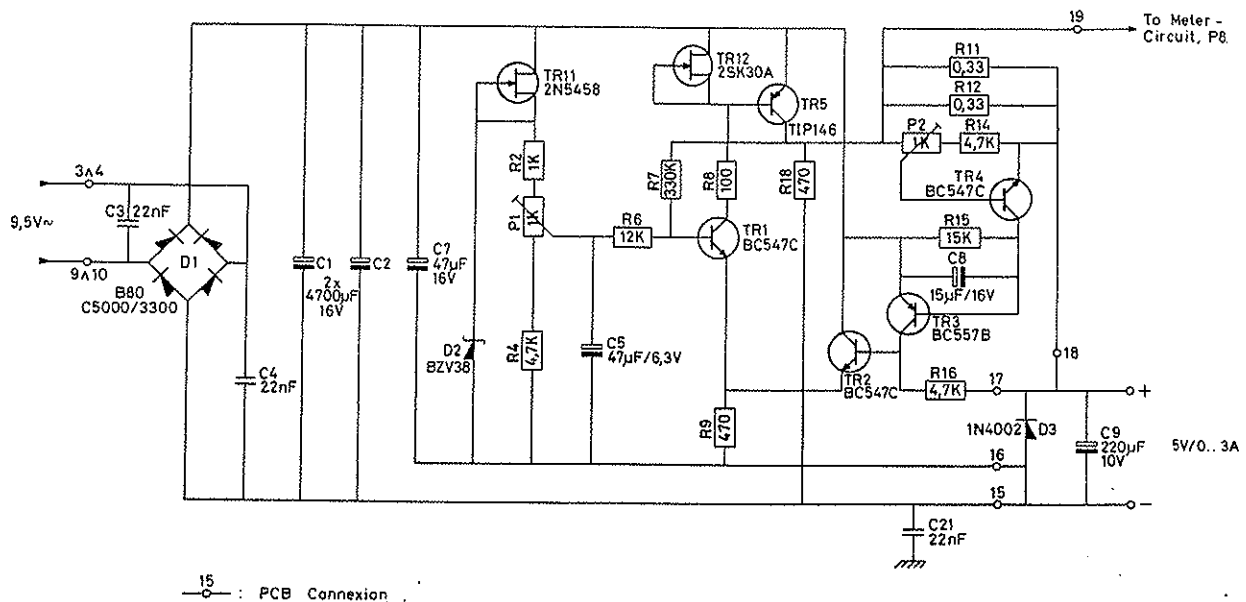 19
To Meter-
Circuit, P8.
R11
0,33
R12
0,33
TR11
2N5458
TR12
2SK30A
TR5
TIP146
P2
1K
R14
4,7K
3∧4
C3 22nF
9,5V~
9∧10
D1
B80
C5000/3300
C4
22nF
C1
2x
4700µF
16V
C2
C7
47µF
16V
R2
1K
P1
1K
R4
4,7K
D2
BZV38
R6
12K
R7
330K
R8
100
R18
470
TR1
BC547C
C5
47µF/6,3V
R9
470
TR4
BC547C
R15
15K
C8
15µF/16V
TR3
BC557B
TR2
BC547C
R16
4,7K
18
17
+
1N4002
D3
C9
220µF
10V
5V/0..3A
16
15
-
C21
22nF
15 : PCB Connexion